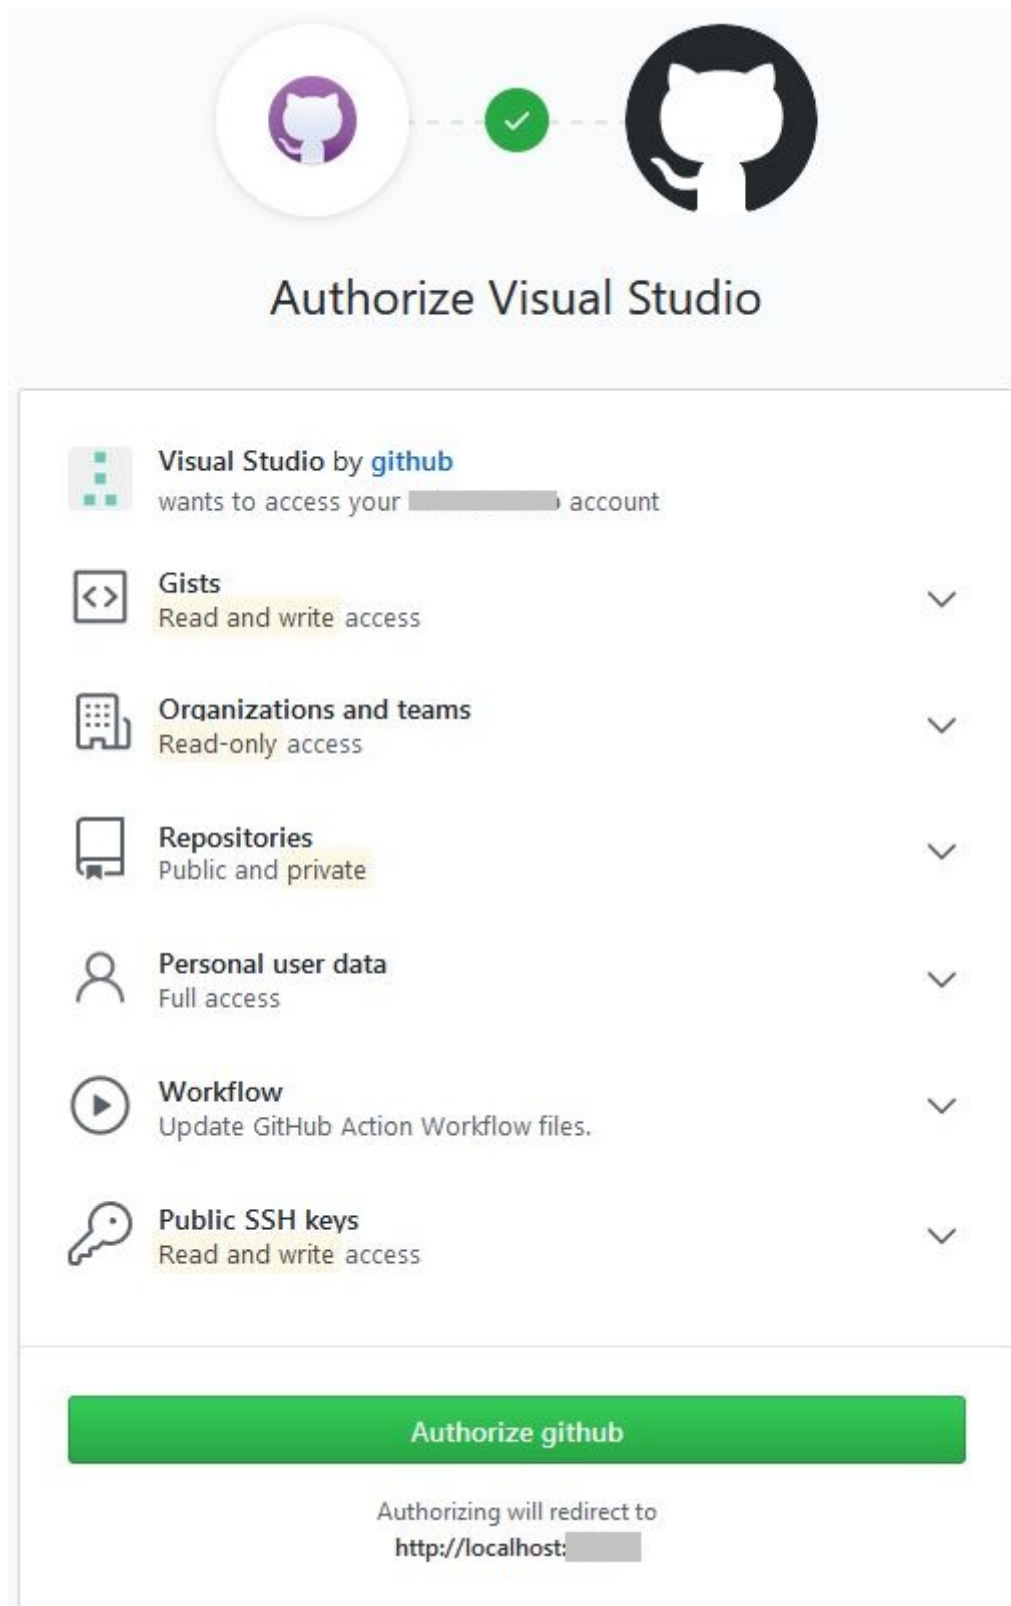 Authorize Visual Studio
Visual Studio by github
wants to access your account
Gists
Read and write access
Organizations and teams
Read-only access
Repositories
Public and private
Personal user data
Full access
Workflow
Update GitHub Action Workflow files.
Public SSH keys
Read and write access
Authorize github
Authorizing will redirect to
http://localhost: